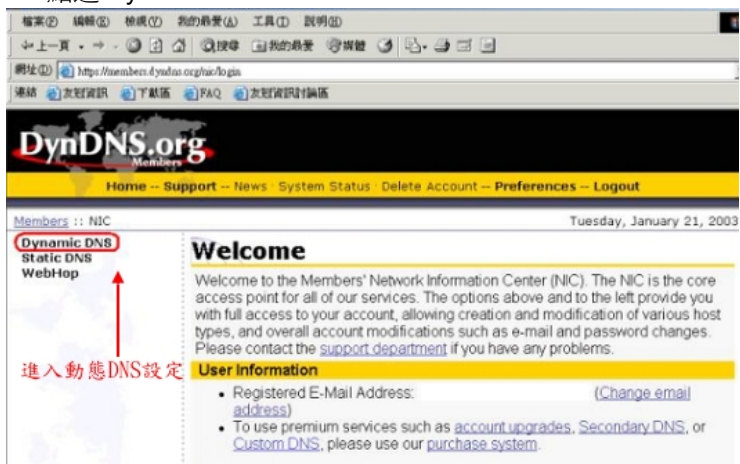 檔案(F) 編輯(E) 檢視(V) 我的最愛(A) 工具(T) 說明(H)
上一頁 搜尋 我的最愛 媒體
網址(D) https://members.dyndns.org/nic/login
連結 友冠資訊 下載區 FAQ 友冠資訊討論區
DynDNS.org
Members
Home -- Support -- News · System Status · Delete Account -- Preferences -- Logout
Members :: NIC Tuesday, January 21, 2003
Dynamic DNS
Static DNS
WebHop
進入動態DNS設定
Welcome
Welcome to the Members' Network Information Center (NIC). The NIC is the core
access point for all of our services. The options above and to the left provide you
with full access to your account, allowing creation and modification of various host
types, and overall account modifications such as e-mail and password changes.
Please contact the support department if you have any problems.
User Information
• Registered E-Mail Address: (Change email
address)
• To use premium services such as account upgrades, Secondary DNS, or
Custom DNS, please use our purchase system.